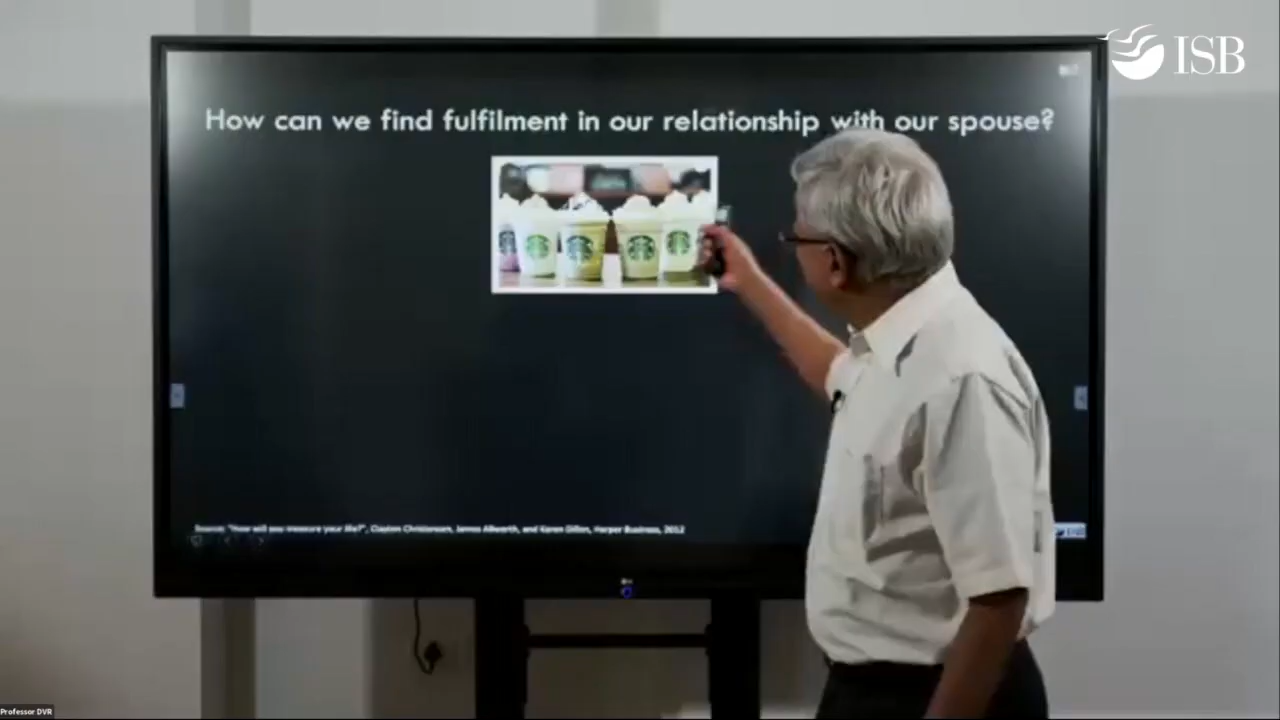 ISB
How can we find fulfilment in our relationship with our spouse?
Source: "How will you measure your life?", Clayton Christensen, James Allworth, and Karen Dillon, Harper Business, 2012
Professor DVR